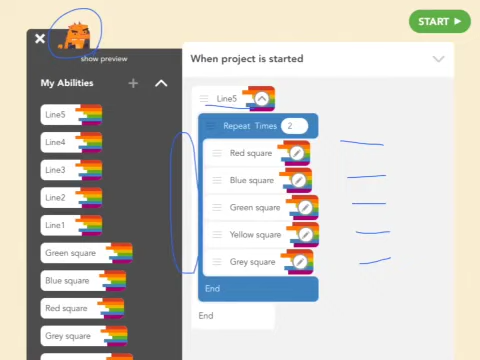 START
show preview
When project is started
My Abilities
Line5
Line5
Repeat Times 2
Line4
Red square
Line3
Blue square
Line2
Green square
Line1
Yellow square
Green square
Grey square
Blue square
End
Red square
End
Grey square